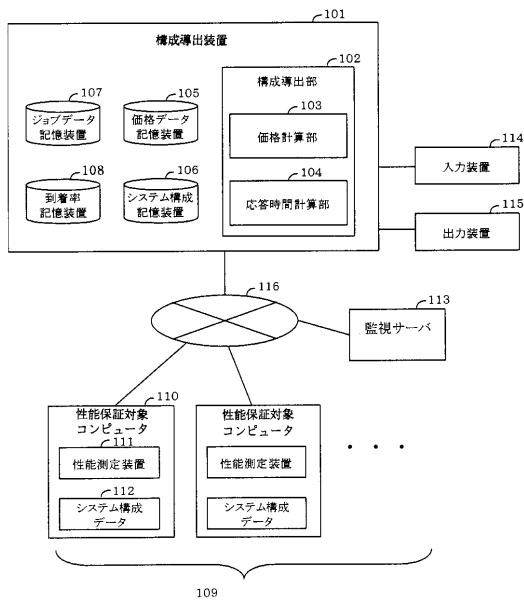 101
構成導出装置
102
構成導出部
107
ジョブデータ
記憶装置
105
価格データ
記憶装置
103
価格計算部
108
到着率
記憶装置
106
システム構成
記憶装置
104
応答時間計算部
114
入力装置
115
出力装置
116
113
監視サーバ
110
性能保証対象
コンピュータ
111
性能測定装置
112
システム構成
データ
性能保証対象
コンピュータ
性能測定装置
システム構成
データ
・・・
109